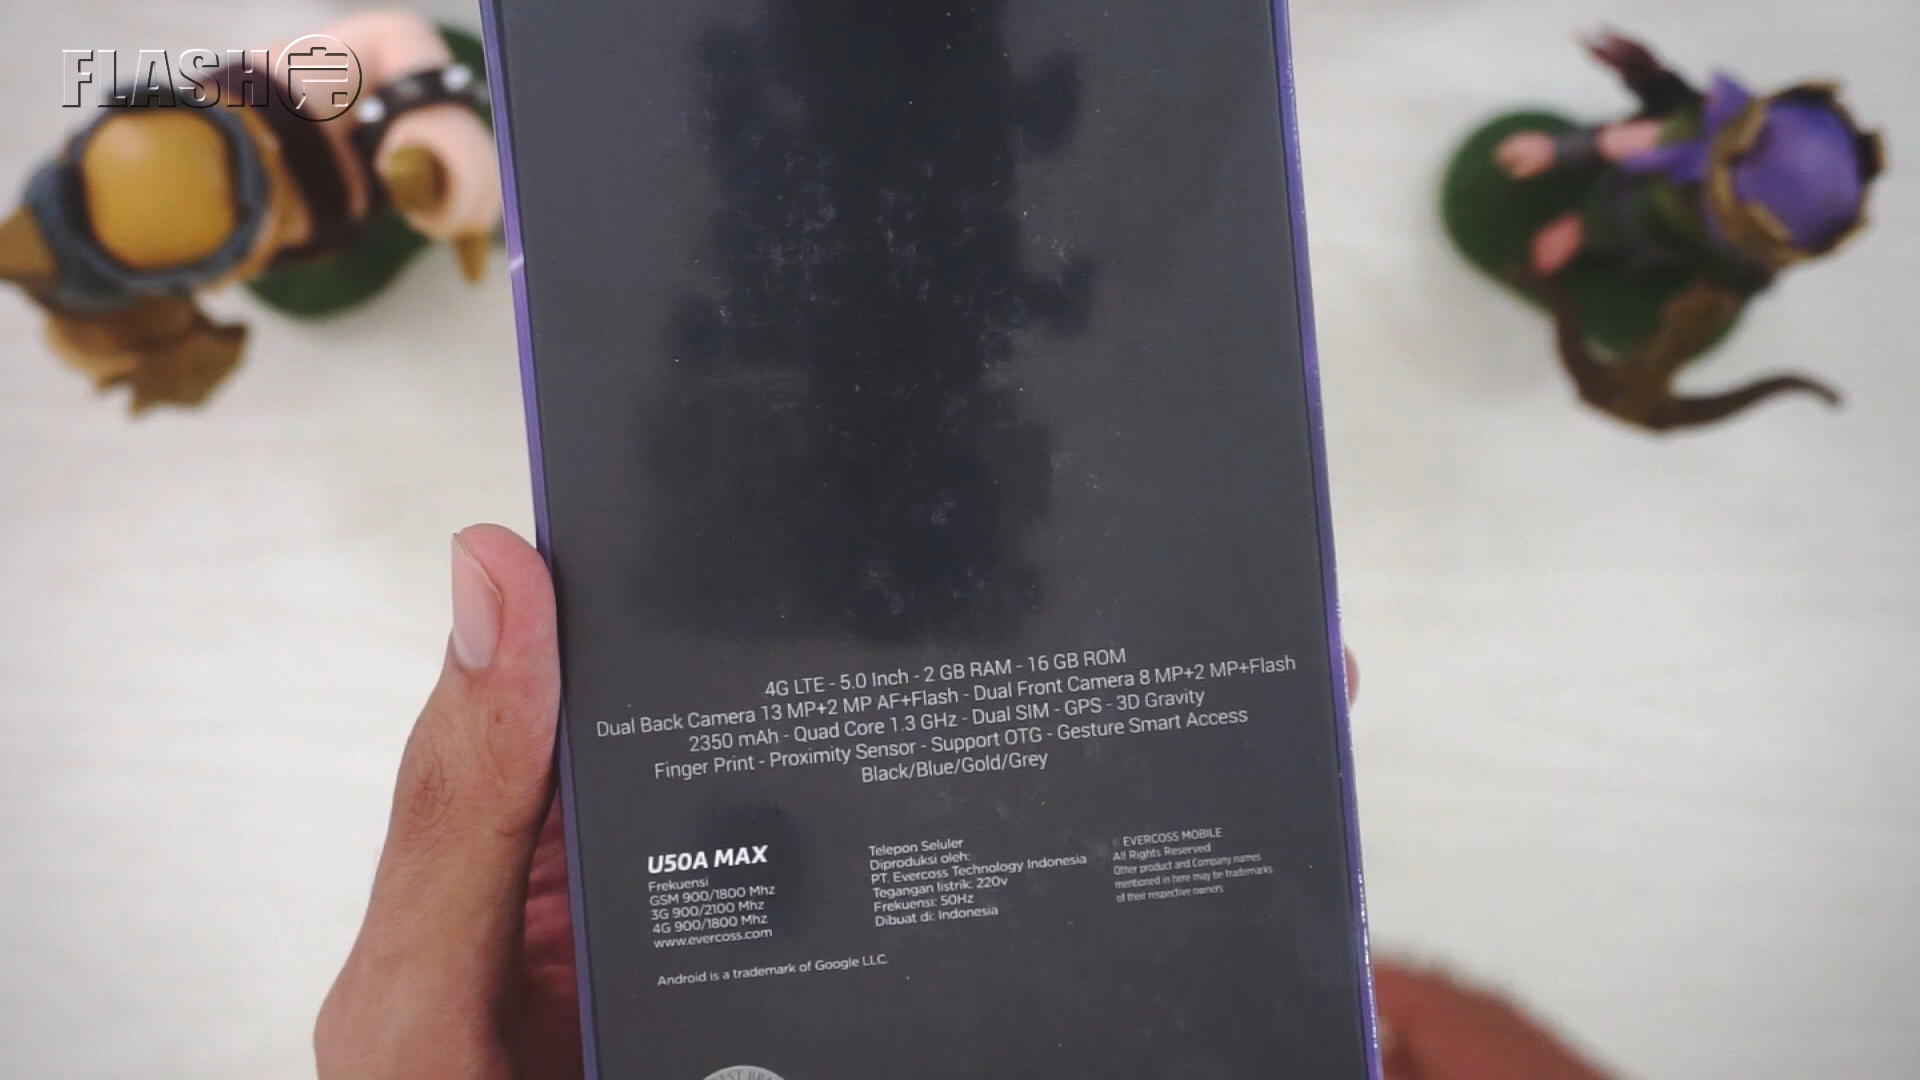 FLASH
4G LTE - 5.0 Inch - 2 GB RAM - 16 GB ROM
Dual Back Camera 13 MP+2 MP AF+Flash - Dual Front Camera 8 MP+2 MP+Flash
2350 mAh - Quad Core 1.3 GHz - Dual SIM - GPS - 3D Gravity
Finger Print - Proximity Sensor - Support OTG - Gesture Smart Access
Black/Blue/Gold/Grey
U50A MAX
Frekuensi
GSM 900/1800 Mhz
3G 900/2100 Mhz
4G 900/1800 Mhz
www.evercoss.com
Telepon Seluler
Diproduksi oleh:
PT. Evercoss Technology Indonesia
Tegangan listrik: 220v
Frekuensi: 50Hz
Dibuat di: Indonesia
© EVERCOSS MOBILE
All Rights Reserved
Other product and Company names
mentioned in here may be trademarks
of their respective owners
Android is a trademark of Google LLC.